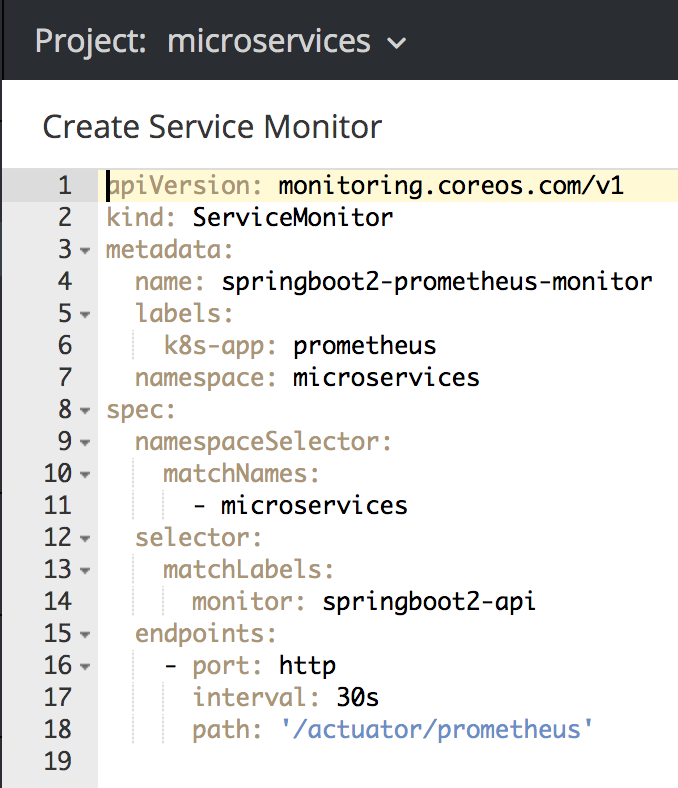 Project: microservices
Create Service Monitor
1 apiVersion: monitoring.coreos.com/v1
2 kind: ServiceMonitor
3 metadata:
4   name: springboot2-prometheus-monitor
5   labels:
6     k8s-app: prometheus
7   namespace: microservices
8 spec:
9   namespaceSelector:
10     matchNames:
11       - microservices
12   selector:
13     matchLabels:
14       monitor: springboot2-api
15   endpoints:
16     - port: http
17       interval: 30s
18       path: '/actuator/prometheus'
19